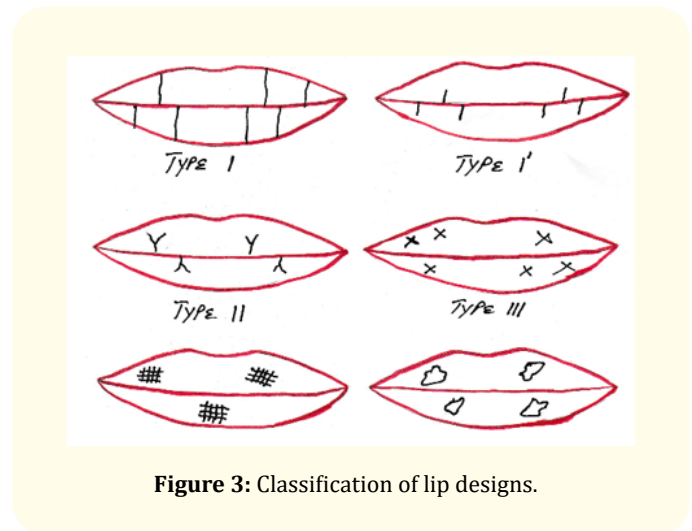 TYPE I
TYPE I'
TYPE II
TYPE III
Figure 3: Classification of lip designs.